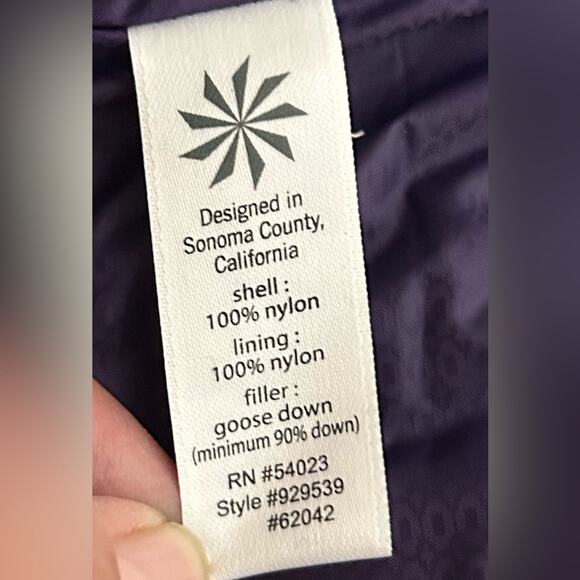 Designed in
Sonoma County,
California
shell :
100% nylon
lining :
100% nylon
filler :
goose down
(minimum 90% down)
RN #54023
Style #929539
#62042